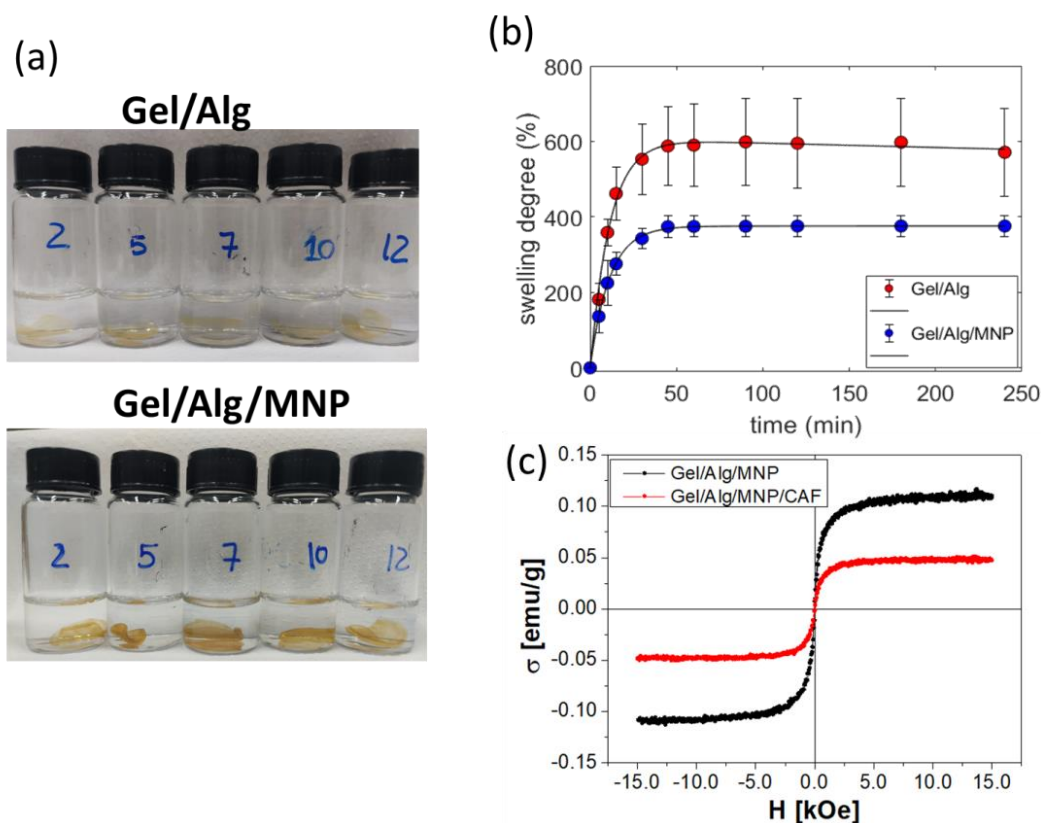 (a)
Gel/Alg
2 5 7 10 12
Gel/Alg/MNP
2 5 7 10 12
(b)
800
600
400
200
0
0 50 100 150 200 250
swelling degree (%)
time (min)
Gel/Alg
Gel/Alg/MNP
(c)
Gel/Alg/MNP
Gel/Alg/MNP/CAF
0.15
0.10
0.05
0.00
-0.05
-0.10
-0.15
-15.0 -10.0 -5.0 0.0 5.0 10.0 15.0
σ [emu/g]
H [kOe]